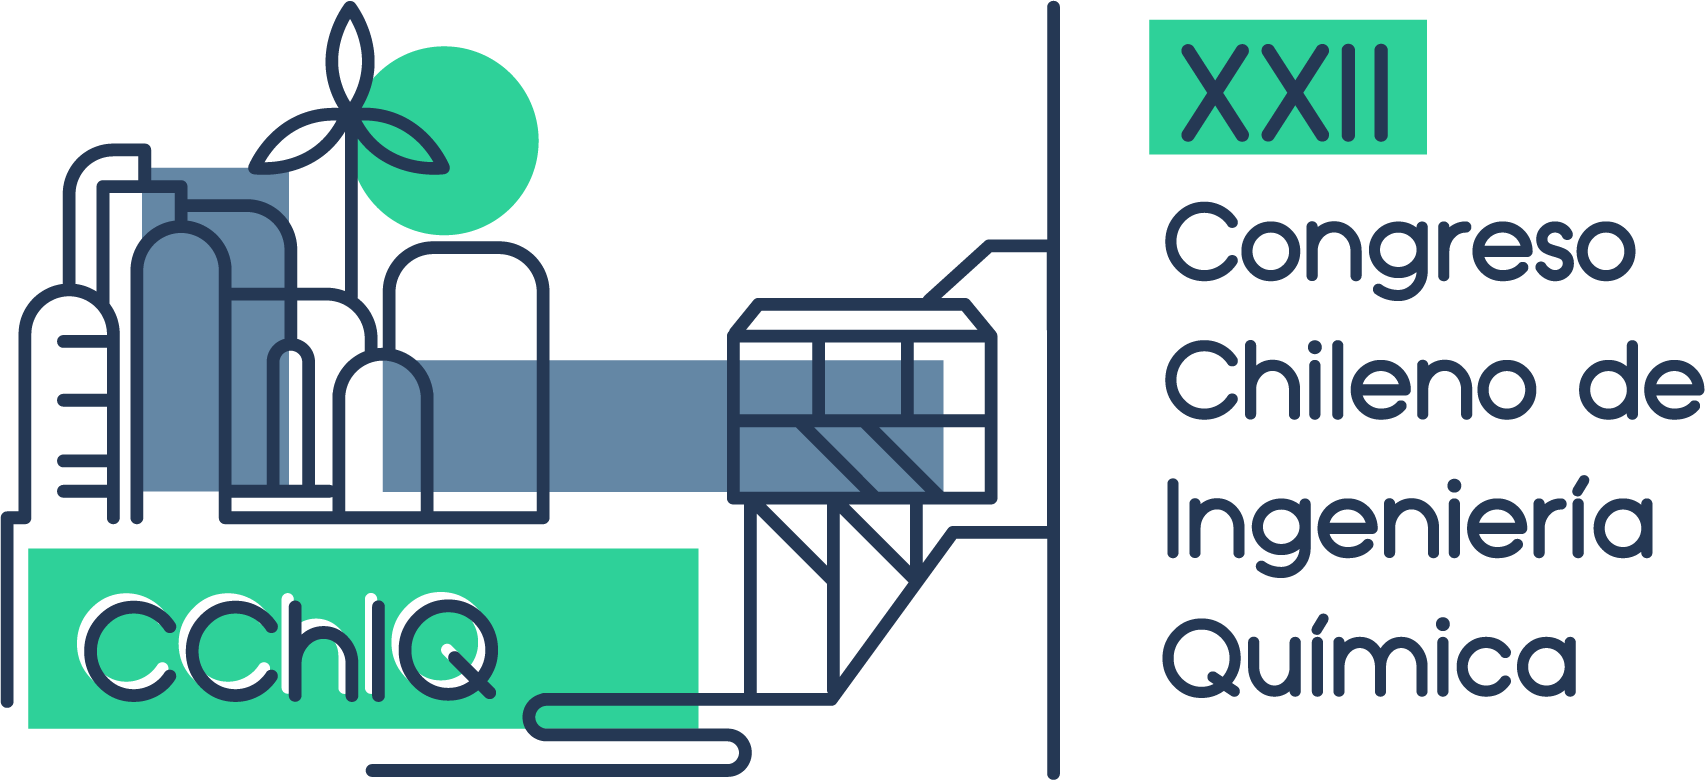 CChIQ
XXII
Congreso
Chileno de
Ingeniería
Química